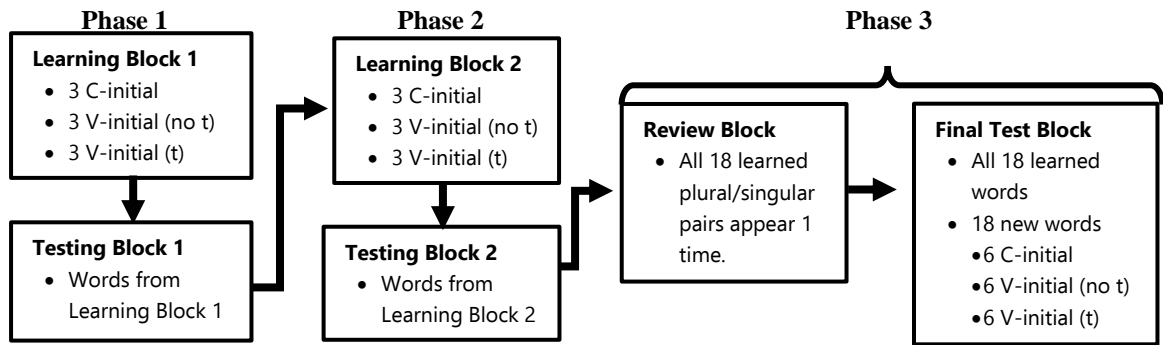 Phase 1
Learning Block 1
• 3 C-initial
• 3 V-initial (no t)
• 3 V-initial (t)
Testing Block 1
• Words from
Learning Block 1
Phase 2
Learning Block 2
• 3 C-initial
• 3 V-initial (no t)
• 3 V-initial (t)
Testing Block 2
• Words from
Learning Block 2
Phase 3
Review Block
• All 18 learned
plural/singular
pairs appear 1
time.
Final Test Block
• All 18 learned
words
• 18 new words
•6 C-initial
•6 V-initial (no t)
•6 V-initial (t)